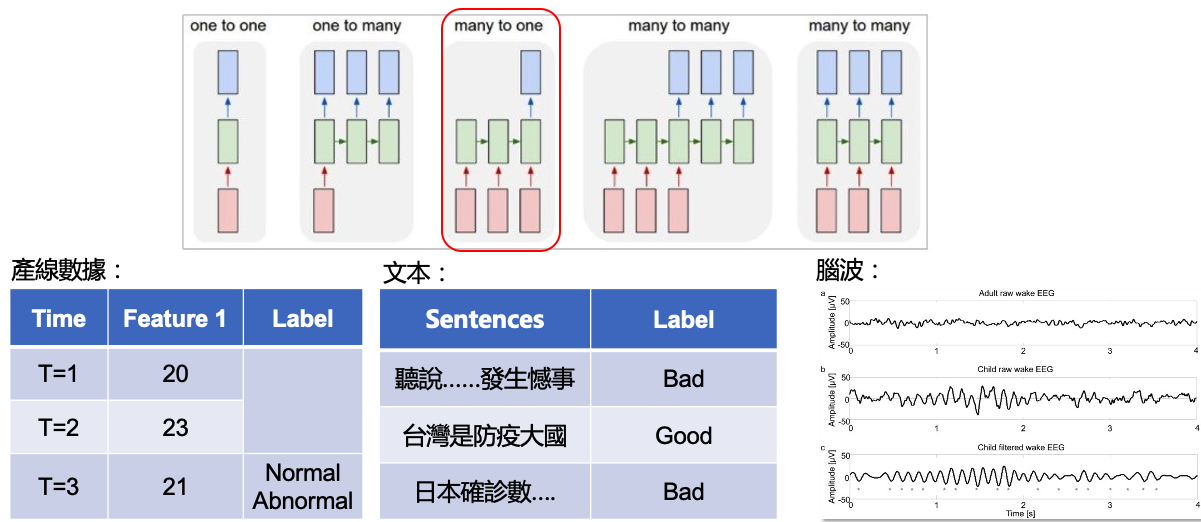 one to one one to many many to one many to many many to many
產線數據：
Time Feature 1 Label
T=1 20
T=2 23
T=3 21 Normal
Abnormal
文本：
Sentences Label
聽說……發生憾事 Bad
台灣是防疫大國 Good
日本確診數…. Bad
腦波：
a Adult raw wake EEG
Amplitude [µV]
50
0
-50
0 1 2 3 4
b Child raw wake EEG
Amplitude [µV]
50
0
-50
0 1 2 3 4
c Child filtered wake EEG
Amplitude [µV]
50
0
-50
0 1 2 3 4
Time [s]